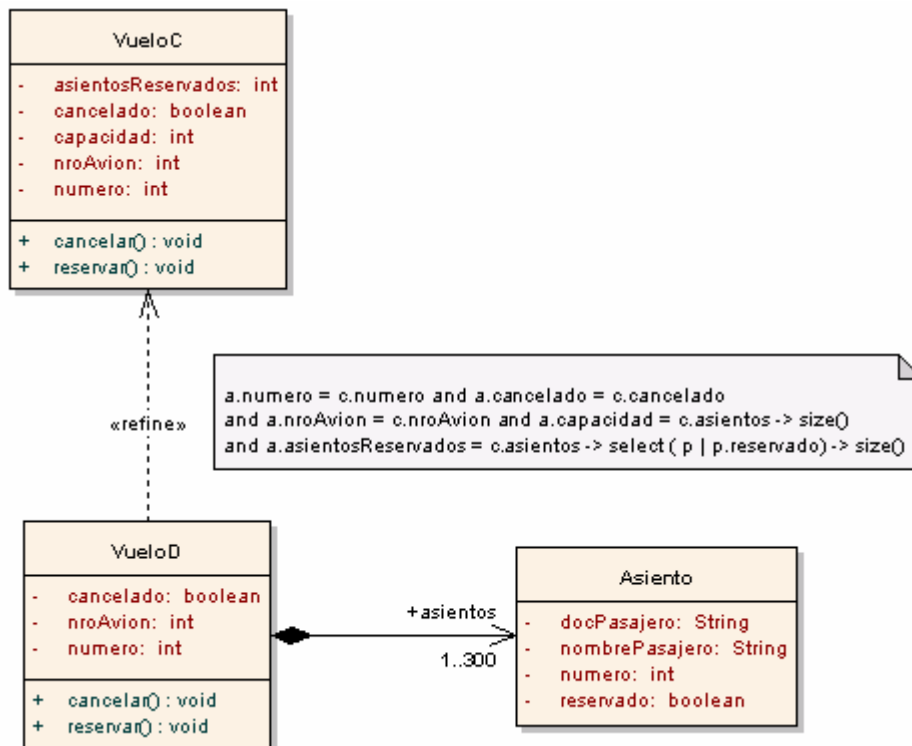 VueloC
- asientosReservados: int
- cancelado: boolean
- capacidad: int
- nroAvion: int
- numero: int
+ cancelar() : void
+ reservar() : void
«refine»
a.numero = c.numero and a.cancelado = c.cancelado
and a.nroAvion = c.nroAvion and a.capacidad = c.asientos -> size()
and a.asientosReservados = c.asientos -> select ( p | p.reservado) -> size()
VueloD
- cancelado: boolean
- nroAvion: int
- numero: int
+ cancelar() : void
+ reservar() : void
+asientos
1..300
Asiento
- docPasajero: String
- nombrePasajero: String
- numero: int
- reservado: boolean